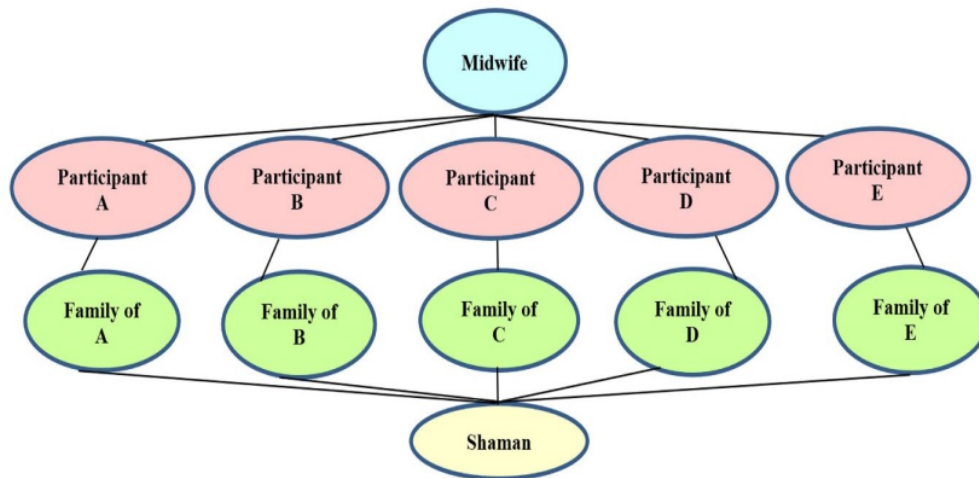 Midwife
Participant
A
Participant
B
Participant
C
Participant
D
Participant
E
Family of
A
Family of
B
Family of
C
Family of
D
Family of
E
Shaman